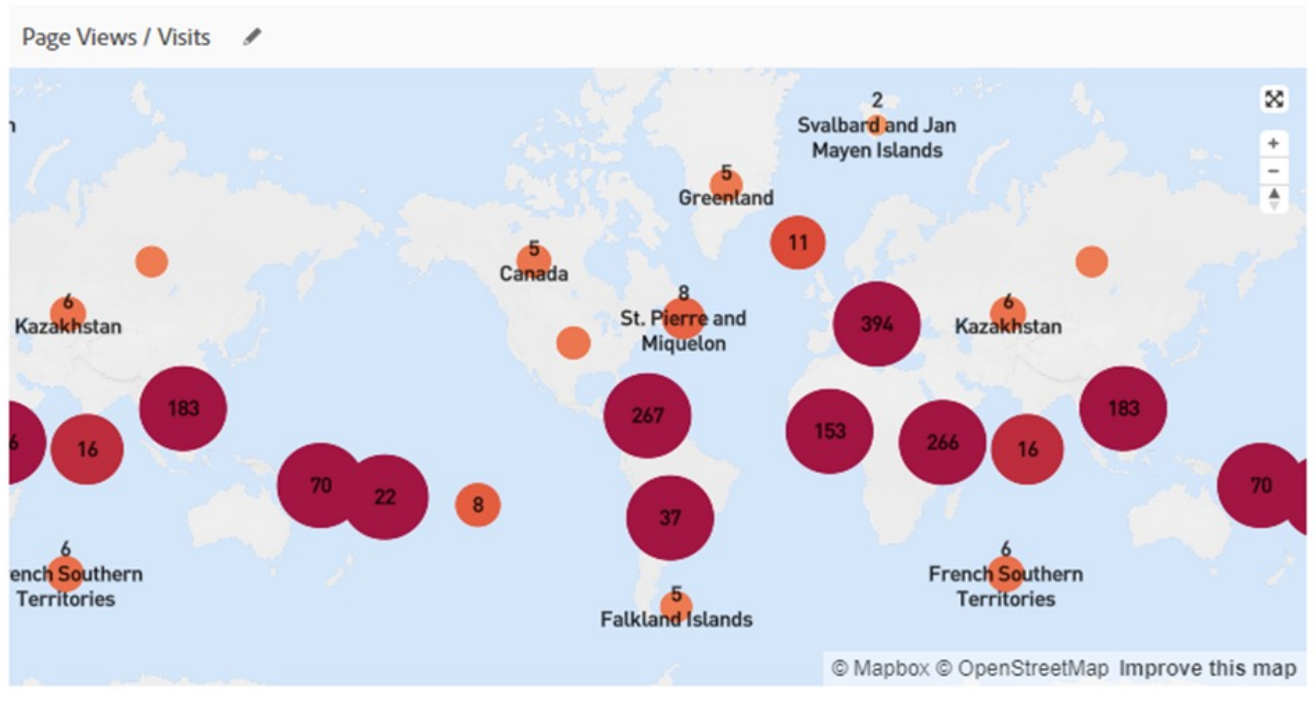 Page Views / Visits
n
2
Svalbard and Jan
Mayen Islands
5
Greenland
11
5
Canada
8
St. Pierre and
Miquelon
6
Kazakhstan
394
6
Kazakhstan
183
267
153
266
16
183
6
16
70
22
8
37
70
6
ench Southern
Territories
6
French Southern
Territories
5
Falkland Islands
© Mapbox © OpenStreetMap Improve this map